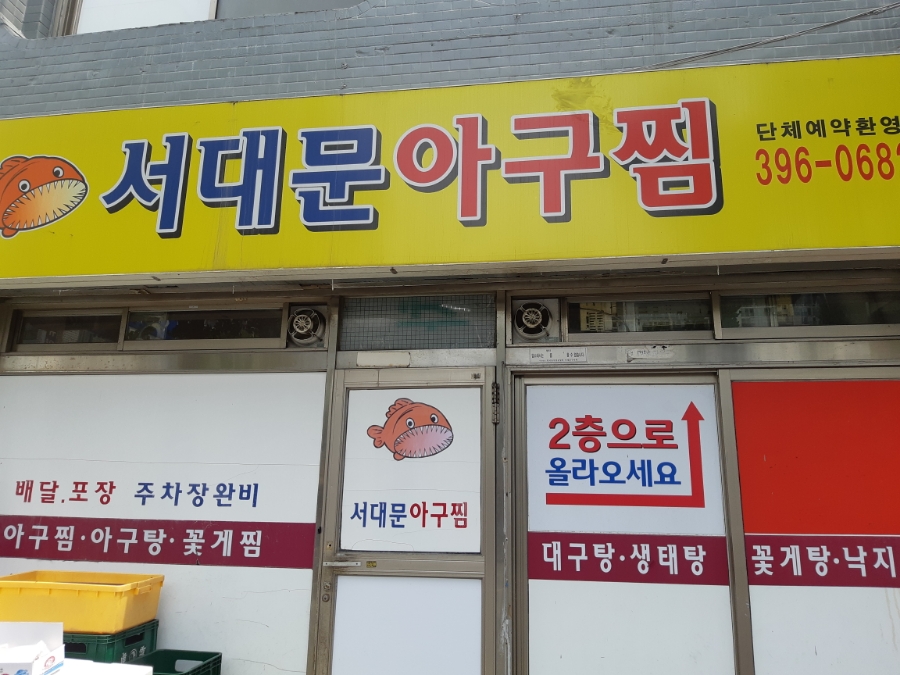 서대문아구찜
단체예약환영
396-068
배달.포장 주차장완비
아구찜·아구탕·꽃게찜
서대문아구찜
2층으로
올라오세요
대구탕·생태탕
꽃게탕·낙지